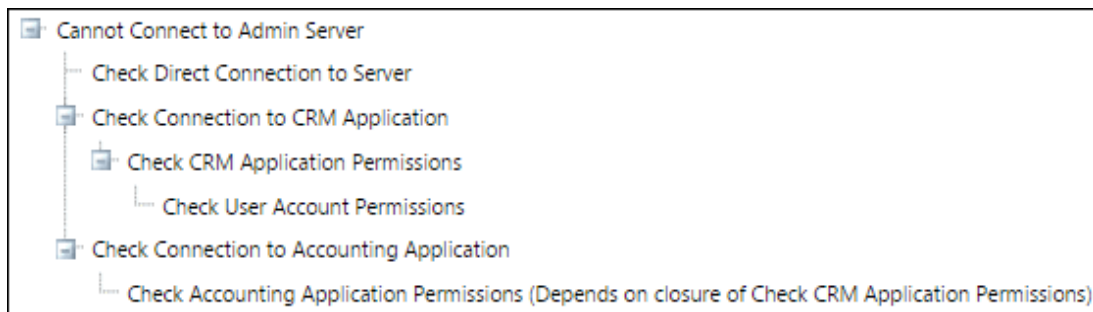 Cannot Connect to Admin Server
Check Direct Connection to Server
Check Connection to CRM Application
Check CRM Application Permissions
Check User Account Permissions
Check Connection to Accounting Application
Check Accounting Application Permissions (Depends on closure of Check CRM Application Permissions)